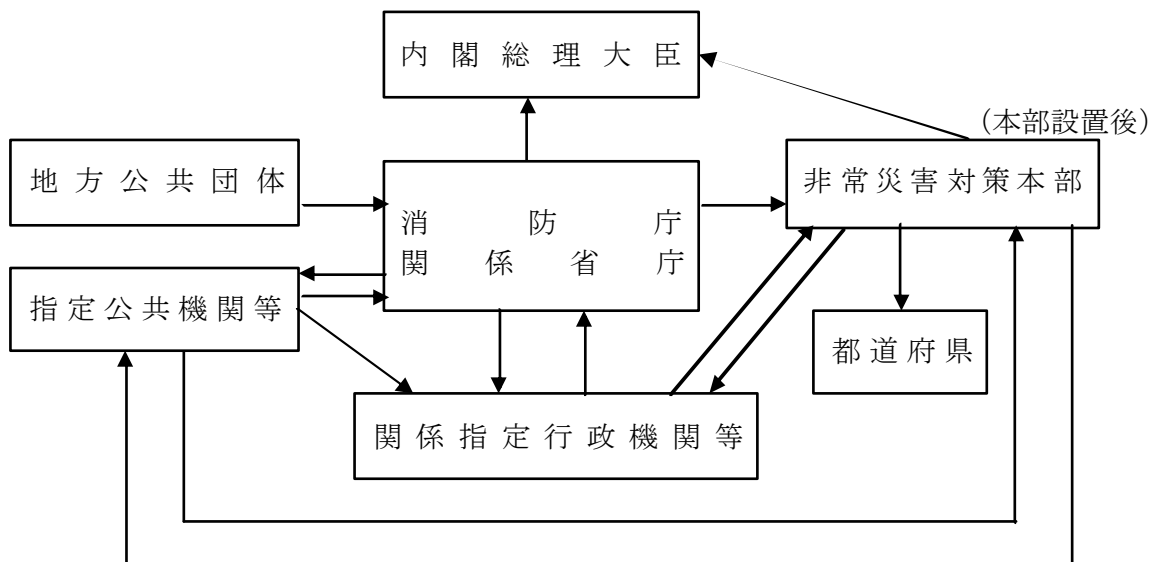 内閣総理大臣
(本部設置後)
地方公共団体
消防庁
関係省庁
非常災害対策本部
指定公共機関等
都道府県
関係指定行政機関等